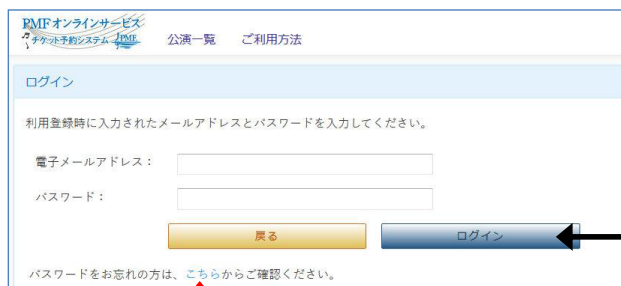 PMFオンラインサービス
チケット予約システム PMF
公演一覧 ご利用方法
ログイン
利用登録時に入力されたメールアドレスとパスワードを入力してください。
電子メールアドレス：
パスワード：
戻る ログイン
パスワードをお忘れの方は、こちらからご確認ください。